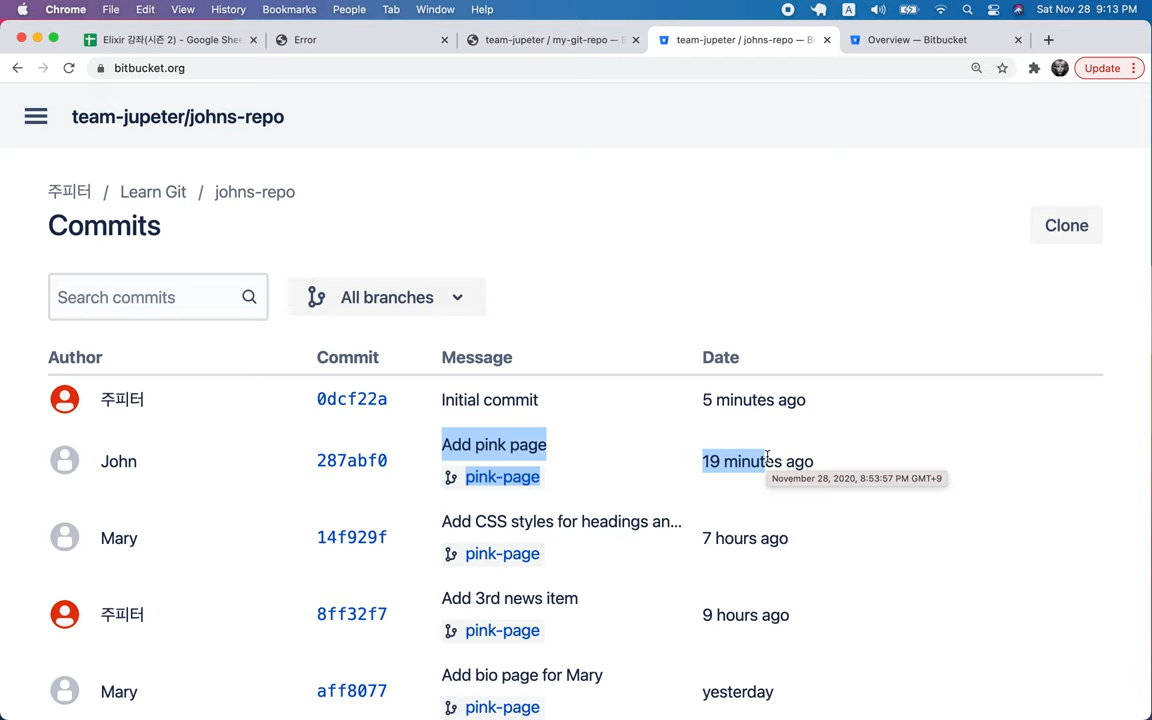 Chrome File Edit View History Bookmarks People Tab Window Help A Sat Nov 28 9:13 PM
Elixir 강좌(시즌 2) - Google Shee
Error
team-jupeter / my-git-repo —
team-jupeter / johns-repo — B
Overview — Bitbucket
bitbucket.org
Update
team-jupeter/johns-repo
주피터 / Learn Git / johns-repo
Commits
Clone
Search commits
All branches
Author Commit Message Date
주피터 0dcf22a Initial commit 5 minutes ago
John 287abf0 Add pink page 19 minutes ago
pink-page
November 28, 2020, 8:53:57 PM GMT+9
Mary 14f929f Add CSS styles for headings an... 7 hours ago
pink-page
주피터 8ff32f7 Add 3rd news item 9 hours ago
pink-page
Mary aff8077 Add bio page for Mary yesterday
pink-page